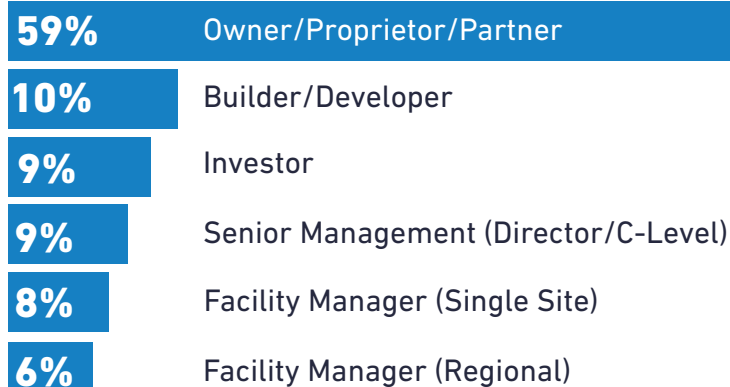 59% Owner/Proprietor/Partner
10% Builder/Developer
9% Investor
9% Senior Management (Director/C-Level)
8% Facility Manager (Single Site)
6% Facility Manager (Regional)